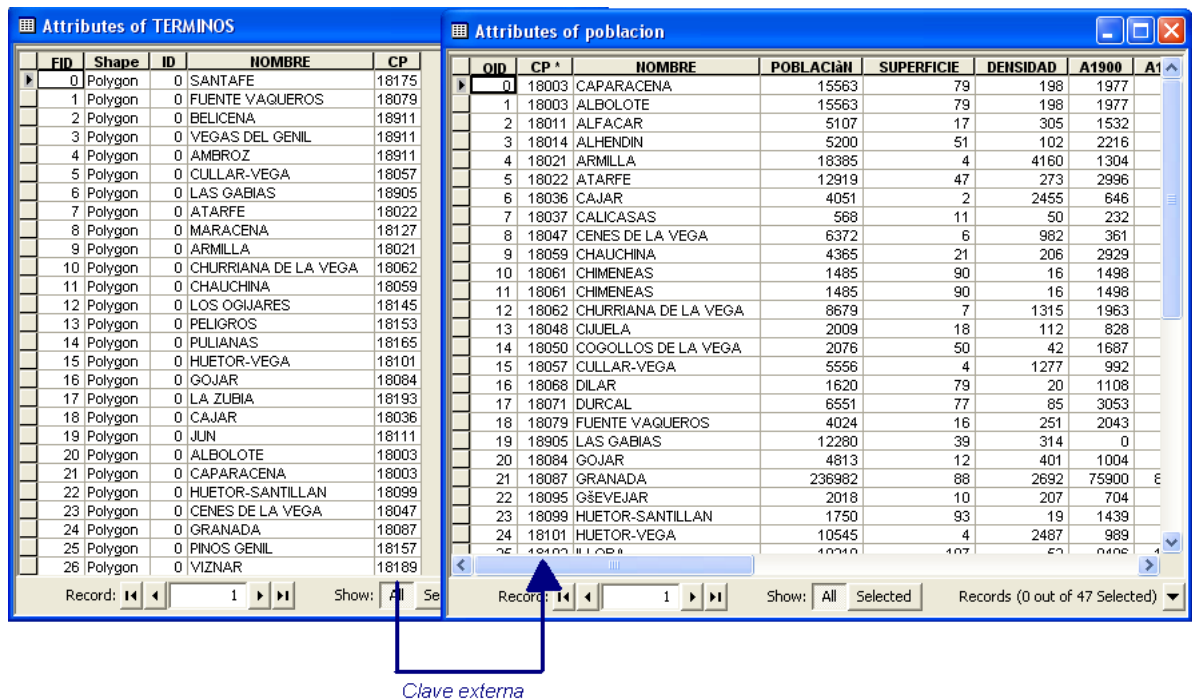 Attributes of TERMINOS
FID Shape ID NOMBRE CP
0 Polygon 0 SANTAFE 18175
1 Polygon 0 FUENTE VAQUEROS 18079
2 Polygon 0 BELICENA 18911
3 Polygon 0 VEGAS DEL GENIL 18911
4 Polygon 0 AMBROZ 18911
5 Polygon 0 CULLAR-VEGA 18057
6 Polygon 0 LAS GABIAS 18905
7 Polygon 0 ATARFE 18022
8 Polygon 0 MARACENA 18127
9 Polygon 0 ARMILLA 18021
10 Polygon 0 CHURRIANA DE LA VEGA 18062
11 Polygon 0 CHAUCHINA 18059
12 Polygon 0 LOS OGIJARES 18145
13 Polygon 0 PELIGROS 18153
14 Polygon 0 PULIANAS 18165
15 Polygon 0 HUETOR-VEGA 18101
16 Polygon 0 GOJAR 18084
17 Polygon 0 LA ZUBIA 18193
18 Polygon 0 CAJAR 18036
19 Polygon 0 JUN 18111
20 Polygon 0 ALBOLOTE 18003
21 Polygon 0 CAPARACENA 18003
22 Polygon 0 HUETOR-SANTILLAN 18099
23 Polygon 0 CENES DE LA VEGA 18047
24 Polygon 0 GRANADA 18087
25 Polygon 0 PINOS GENIL 18157
26 Polygon 0 VIZNAR 18189
Record: 1 Show: All Se
Attributes of poblacion
OID CP * NOMBRE POBLACIàN SUPERFICIE DENSIDAD A1900 A1
0 18003 CAPARACENA 15563 79 198 1977
1 18003 ALBOLOTE 15563 79 198 1977
2 18011 ALFACAR 5107 17 305 1532
3 18014 ALHENDIN 5200 51 102 2216
4 18021 ARMILLA 18385 4 4160 1304
5 18022 ATARFE 12919 47 273 2996
6 18036 CAJAR 4051 2 2455 646
7 18037 CALICASAS 568 11 50 232
8 18047 CENES DE LA VEGA 6372 6 982 361
9 18059 CHAUCHINA 4365 21 206 2929
10 18061 CHIMENEAS 1485 90 16 1498
11 18061 CHIMENEAS 1485 90 16 1498
12 18062 CHURRIANA DE LA VEGA 8679 7 1315 1963
13 18048 CIJUELA 2009 18 112 828
14 18050 COGOLLOS DE LA VEGA 2076 50 42 1687
15 18057 CULLAR-VEGA 5556 4 1277 992
16 18068 DILAR 1620 79 20 1108
17 18071 DURCAL 6551 77 85 3053
18 18079 FUENTE VAQUEROS 4024 16 251 2043
19 18905 LAS GABIAS 12280 39 314 0
20 18084 GOJAR 4813 12 401 1004
21 18087 GRANADA 236982 88 2692 75900 8
22 18095 GšEVEJAR 2018 10 207 704
23 18099 HUETOR-SANTILLAN 1750 93 19 1439
24 18101 HUETOR-VEGA 10545 4 2487 989
Record: 1 Show: All Selected Records (0 out of 47 Selected)
Clave externa